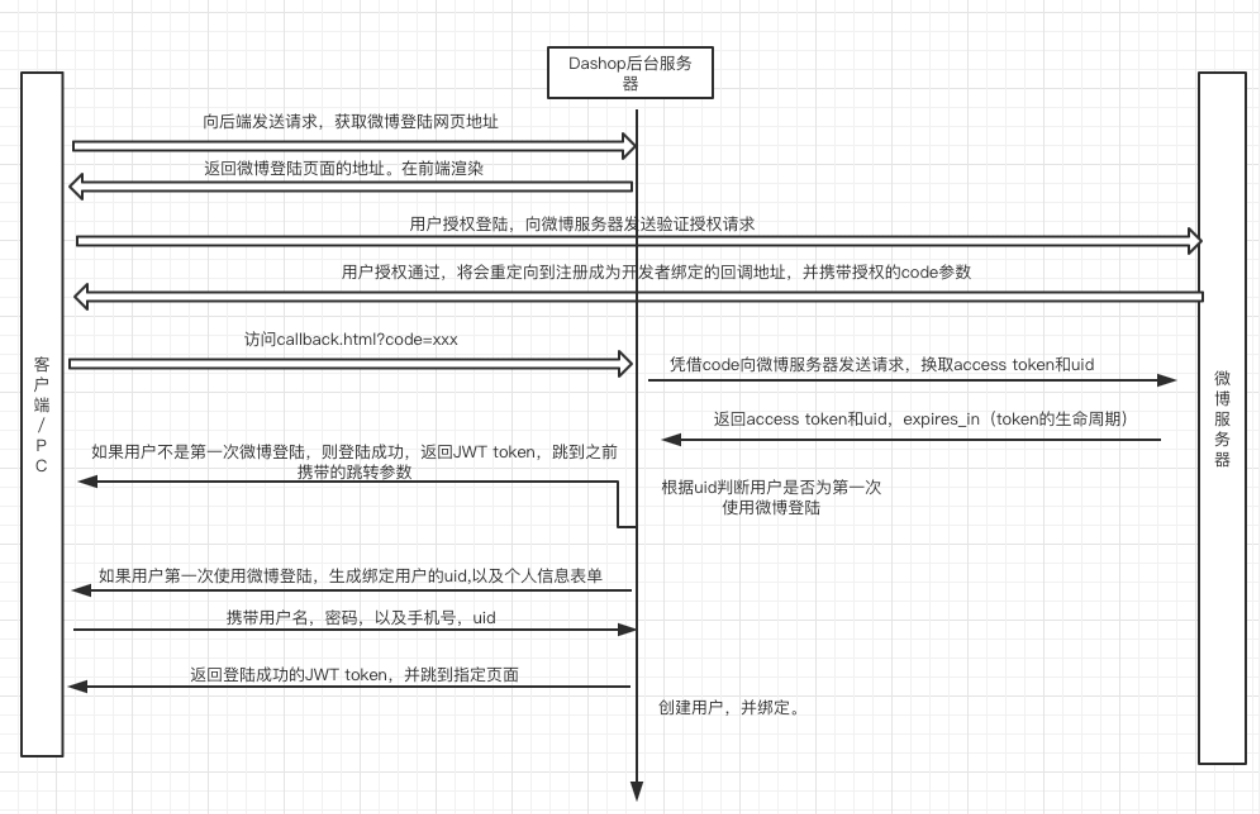 Dashop后台服务
器
向后端发送请求，获取微博登陆网页地址
返回微博登陆页面的地址。在前端渲染
用户授权登陆，向微博服务器发送验证授权请求
用户授权通过，将会重定向到注册成为开发者绑定的回调地址，并携带授权的code参数
访问callback.html?code=xxx
凭借code向微博服务器发送请求，换取access token和uid
返回access token和uid，expires_in（token的生命周期）
客户端/PC
微博服务器
如果用户不是第一次微博登陆，则登陆成功，返回JWT token，跳到之前
携带的跳转参数
根据uid判断用户是否为第一次
使用微博登陆
如果用户第一次使用微博登陆，生成绑定用户的uid,以及个人信息表单
携带用户名，密码，以及手机号，uid
返回登陆成功的JWT token，并跳到指定页面
创建用户，并绑定。